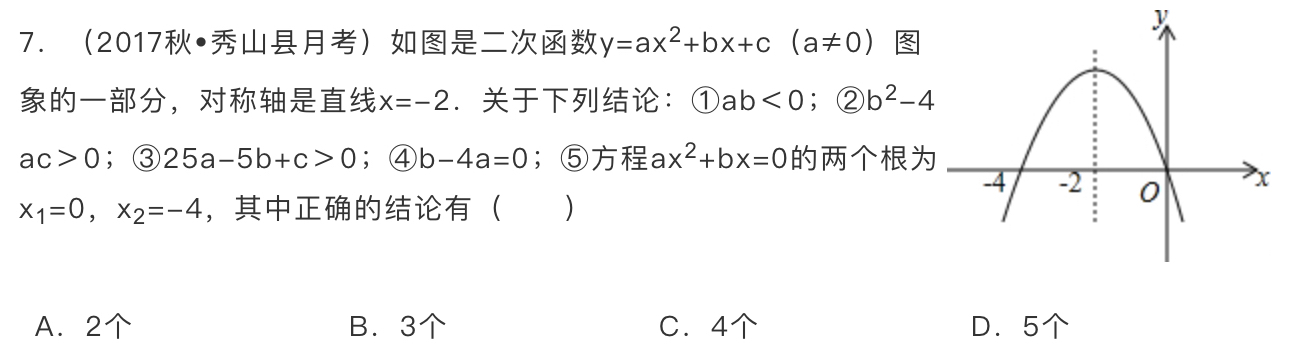 7. （2017秋•秀山县月考）如图是二次函数y=ax²+bx+c（a≠0）图
象的一部分，对称轴是直线x=-2．关于下列结论：①ab＜0；②b²-4
ac＞0；③25a-5b+c＞0；④b-4a=0；⑤方程ax²+bx=0的两个根为
x₁=0，x₂=-4，其中正确的结论有（　　）
y
-4 -2 O x
A．2个 B．3个 C．4个 D．5个